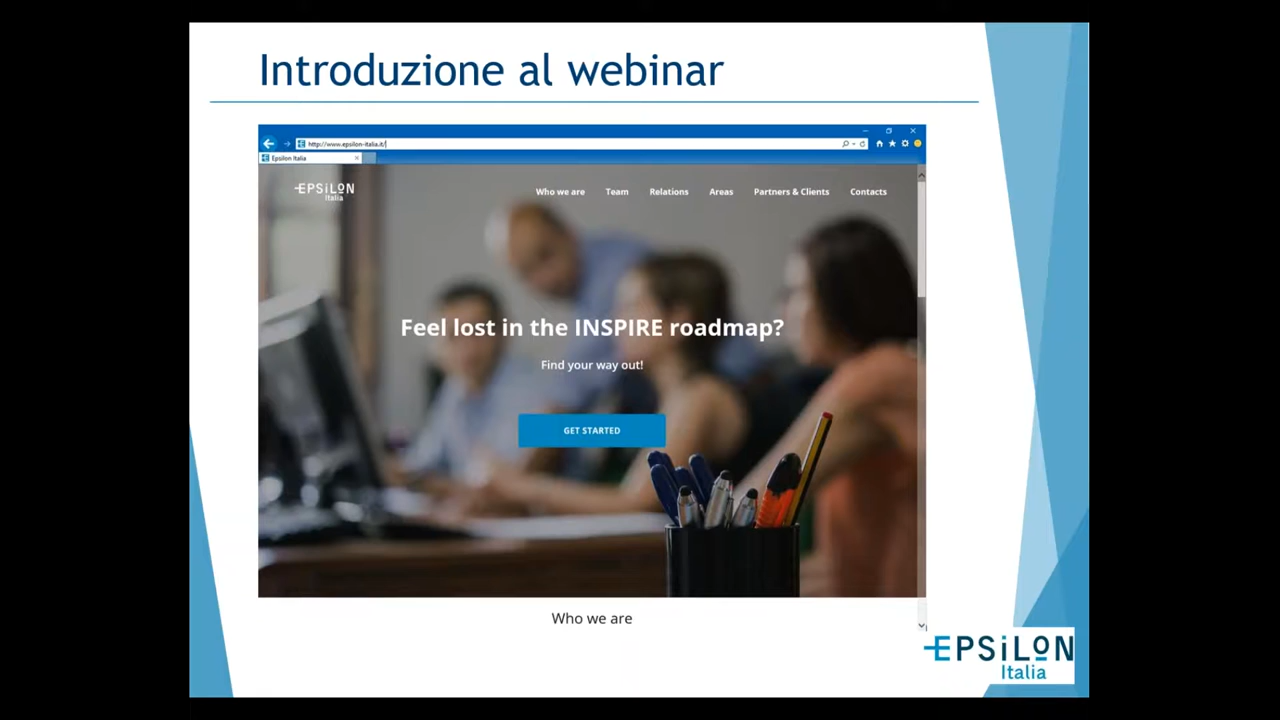 Introduzione al webinar
http://www.epsilon-italia.it/
Epsilon Italia
EPSiLON
Italia
Who we are Team Relations Areas Partners & Clients Contacts
Feel lost in the INSPIRE roadmap?
Find your way out!
GET STARTED
Who we are
EPSiLON
Italia